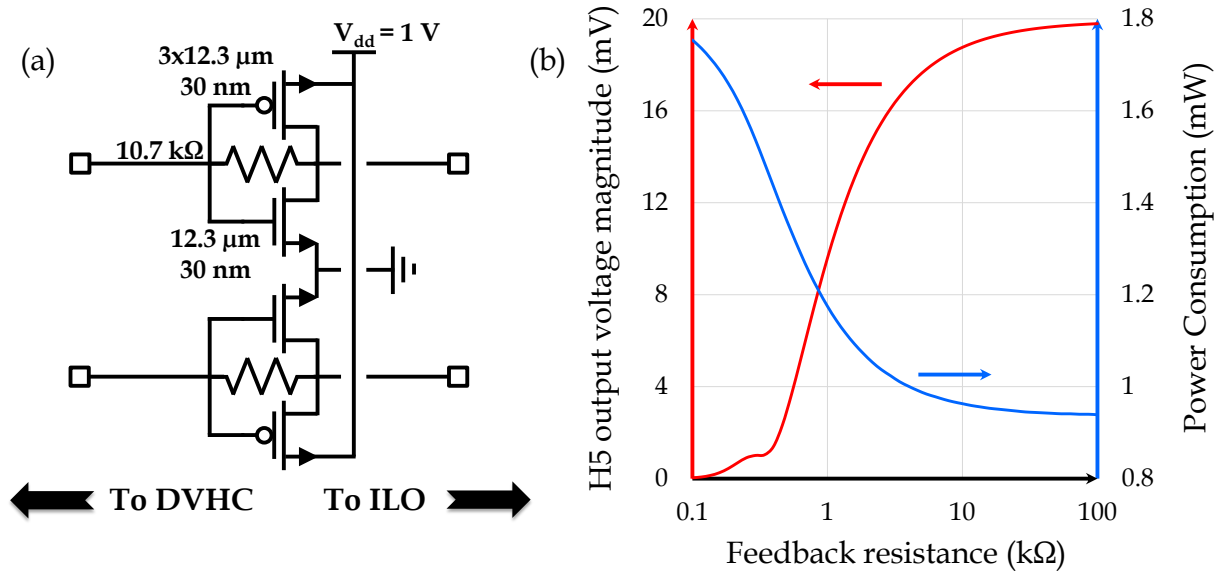 (a)
V_dd = 1 V
3x12.3 μm
30 nm
10.7 kΩ
12.3 μm
30 nm
To DVHC
To ILO
(b)
H5 output voltage magnitude (mV)
20
16
12
8
4
0
0.1
1
10
100
Feedback resistance (kΩ)
1.8
1.6
1.4
1.2
1
0.8
Power Consumption (mW)